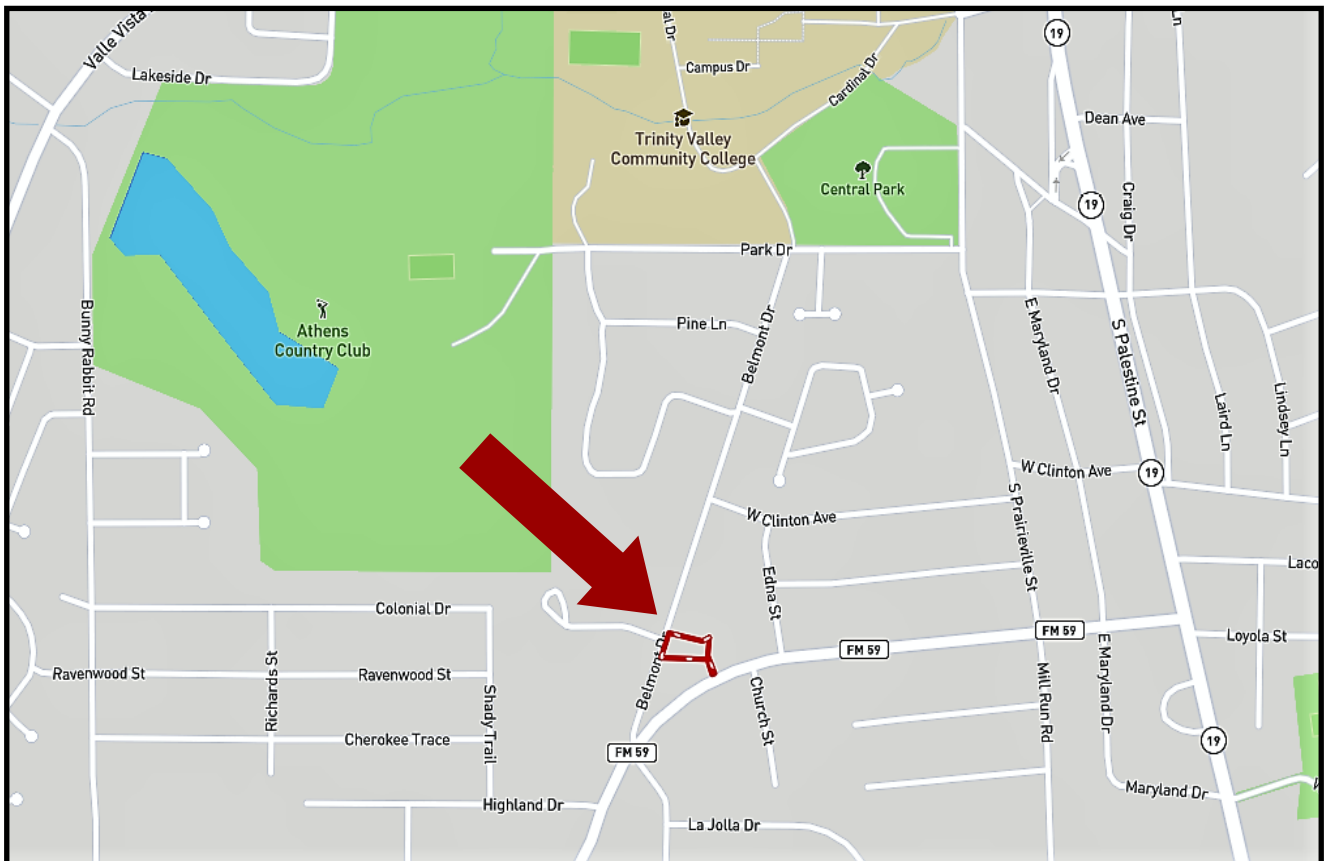 Valle Vista
Lakeside Dr
al Dr
Campus Dr
Cardinal Dr
Trinity Valley
Community College
Central Park
19
Ln
Dean Ave
19
Craig Dr
Park Dr
Bunny Rabbit Rd
Athens
Country Club
Pine Ln
Belmont Dr
E Maryland Dr
S Palestine St
Laird Ln
Lindsey Ln
W Clinton Ave
19
S Prairieville St
W Clinton Ave
Edna St
Laco
Colonial Dr
FM 59
FM 59
Loyola St
Ravenwood St
Richards St
Ravenwood St
Shady Trail
Belmont Dr
Church St
Mill Run Rd
E Maryland Dr
Cherokee Trace
FM 59
19
Highland Dr
La Jolla Dr
Maryland Dr